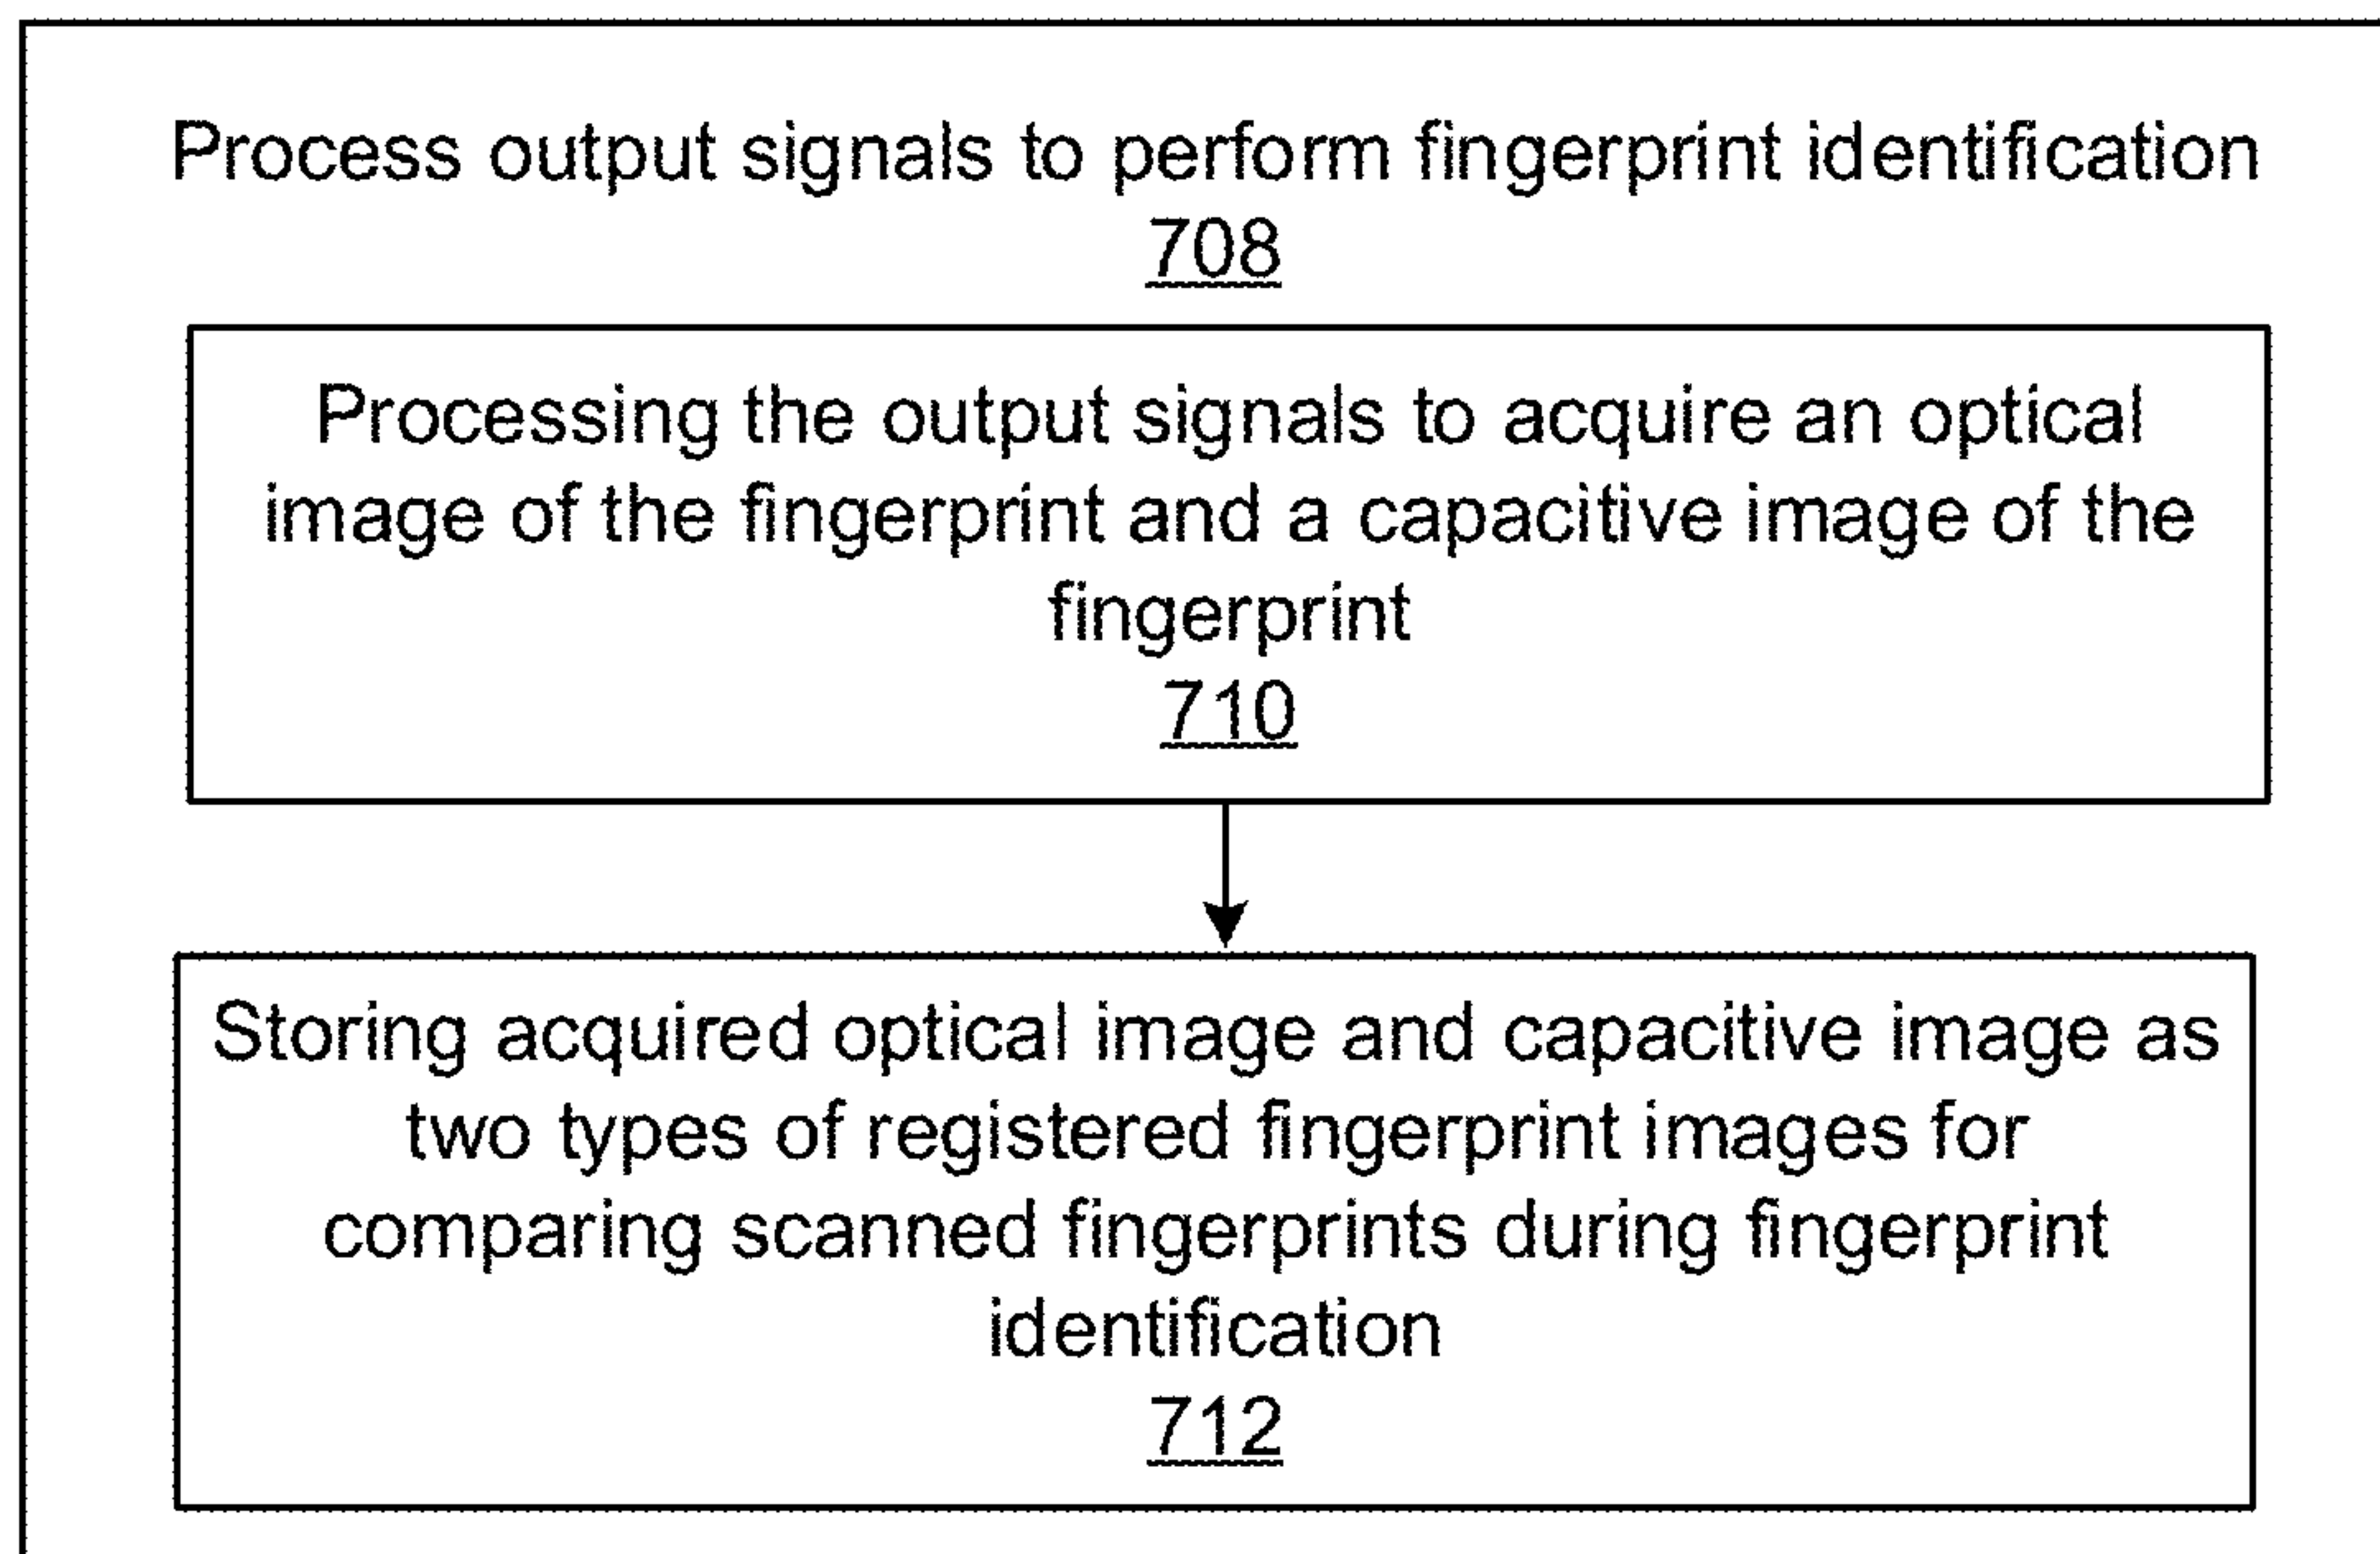 Process output signals to perform fingerprint identification
708
Processing the output signals to acquire an optical
image of the fingerprint and a capacitive image of the
fingerprint
710
Storing acquired optical image and capacitive image as
two types of registered fingerprint images for
comparing scanned fingerprints during fingerprint
identification
712